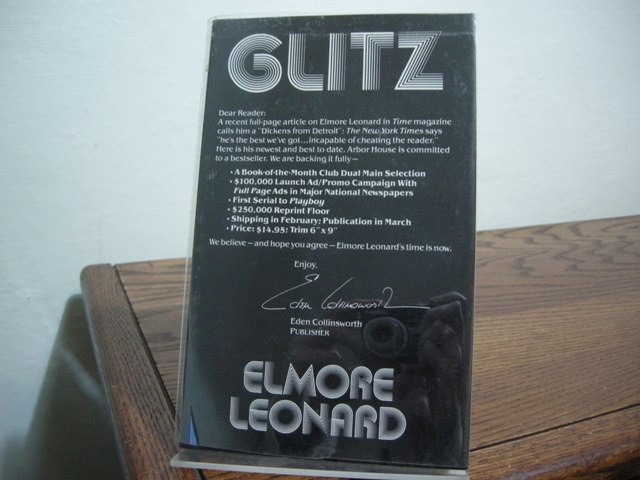 GLITZ
Dear Reader:
A recent full-page article on Elmore Leonard in Time magazine
calls him a "Dickens from Detroit"; The New York Times says
"he's the best we've got...incapable of cheating the reader."
Here is his newest and best to date. Arbor House is committed
to a bestseller. We are backing it fully—
• A Book-of-the-Month Club Dual Main Selection
• $100,000 Launch Ad/Promo Campaign With
Full Page Ads in Major National Newspapers
• First Serial to Playboy
• $250,000 Reprint Floor
• Shipping in February; Publication in March
• Price: $14.95; Trim 6" x 9"
We believe—and hope you agree—Elmore Leonard's time is now.
Enjoy,
Eden Collinsworth
Eden Collinsworth
PUBLISHER
ELMORE
LEONARD